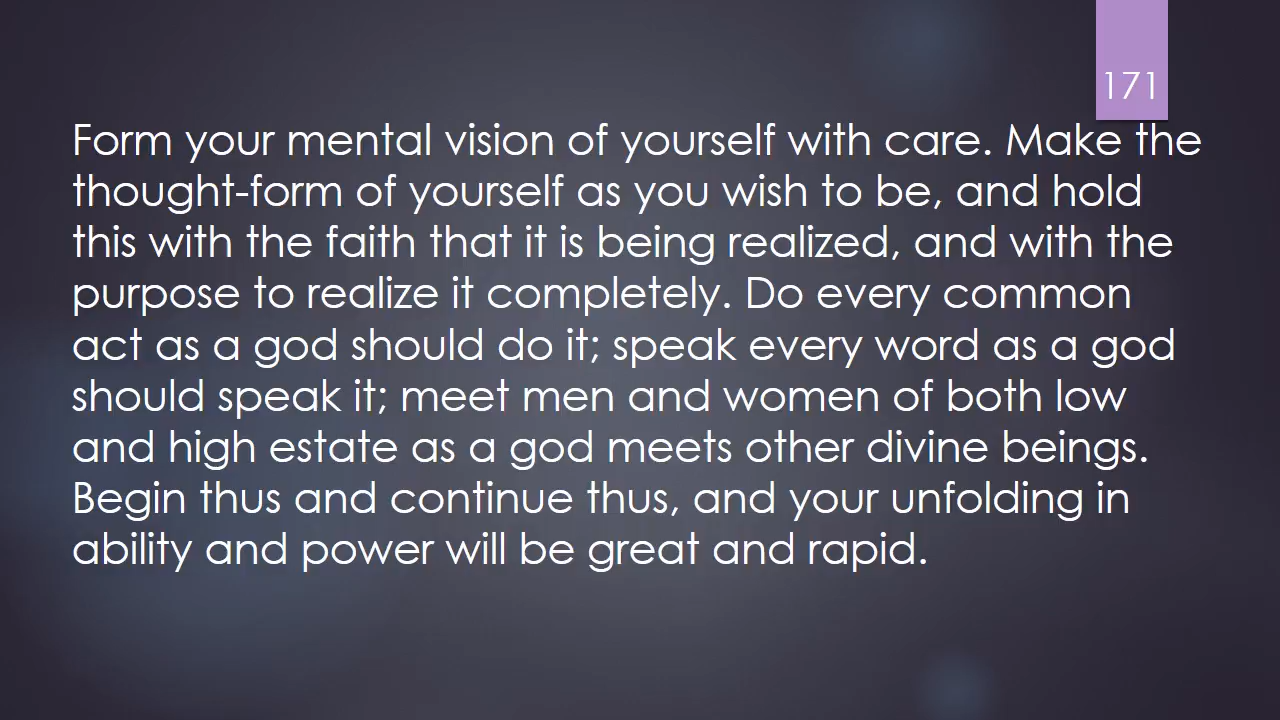 171
Form your mental vision of yourself with care. Make the
thought-form of yourself as you wish to be, and hold
this with the faith that it is being realized, and with the
purpose to realize it completely. Do every common
act as a god should do it; speak every word as a god
should speak it; meet men and women of both low
and high estate as a god meets other divine beings.
Begin thus and continue thus, and your unfolding in
ability and power will be great and rapid.